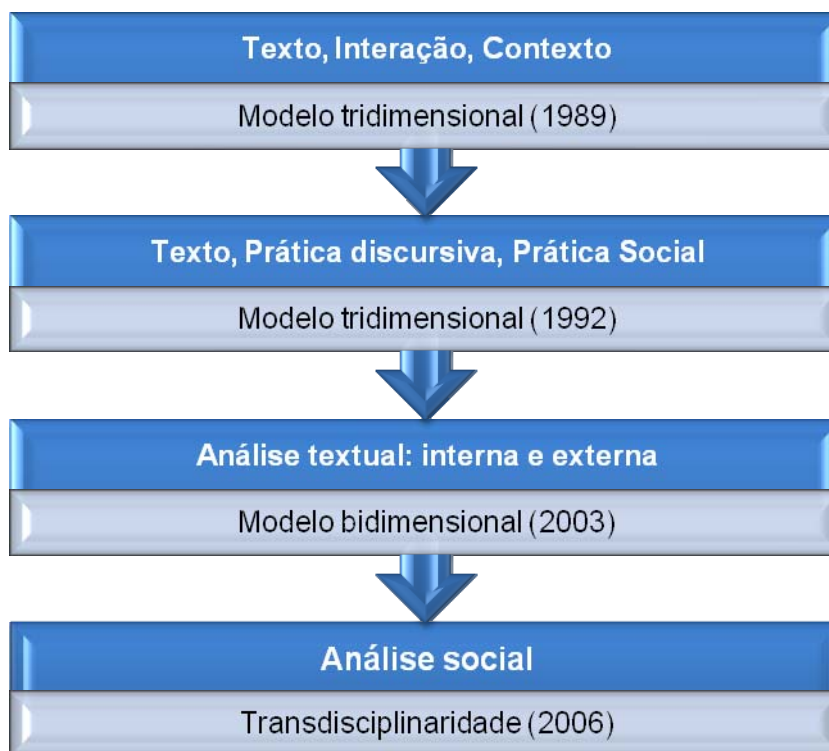 Texto, Interação, Contexto
Modelo tridimensional (1989)
Texto, Prática discursiva, Prática Social
Modelo tridimensional (1992)
Análise textual: interna e externa
Modelo bidimensional (2003)
Análise social
Transdisciplinaridade (2006)